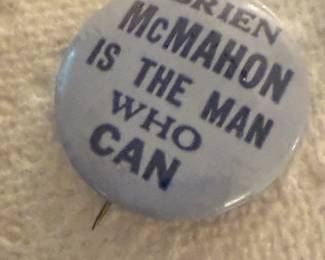 BRIEN
McMAHON
IS THE MAN
WHO
CAN